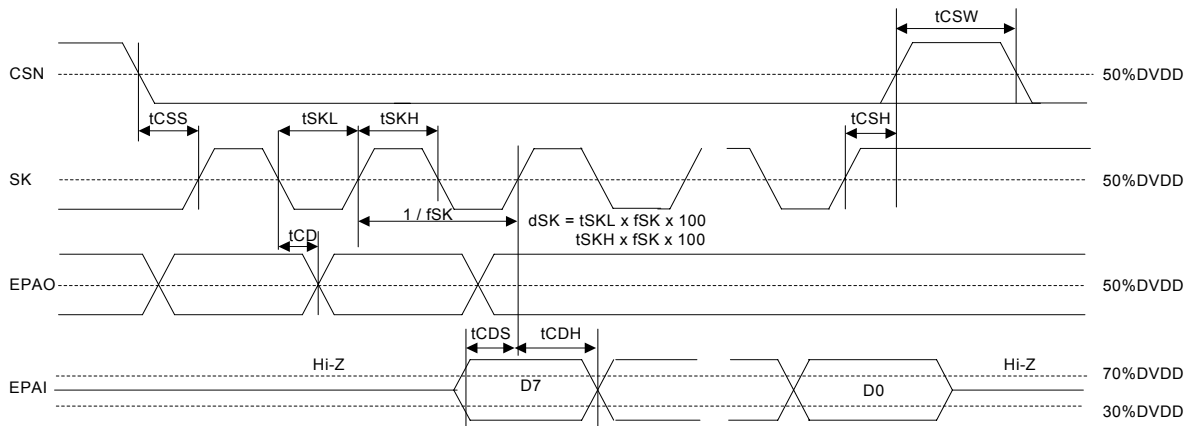 tCSW
CSN
50%DVDD
tCSS
tSKL
tSKH
tCSH
SK
50%DVDD
1 / fSK
dSK = tSKL x fSK x 100
tSKH x fSK x 100
tCD
EPAO
50%DVDD
tCDS
tCDH
Hi-Z
Hi-Z
70%DVDD
EPAI
D7
D0
30%DVDD